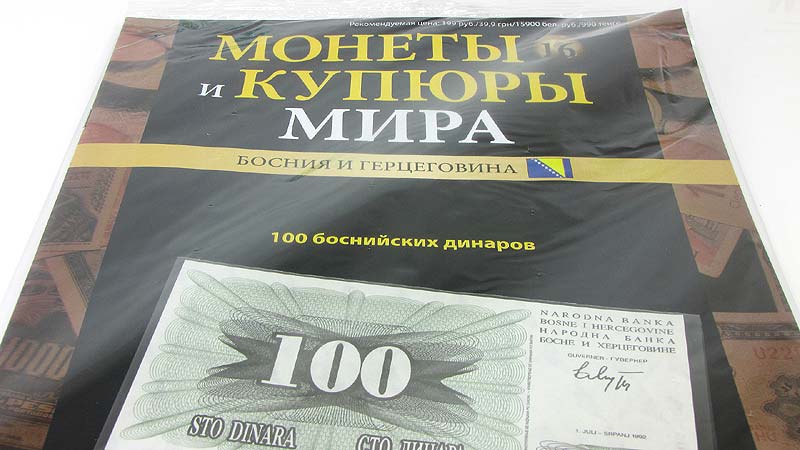 Рекомендуемая цена: 199 руб./39,9 грн/15900 бел. руб./990 тенге
МОНЕТЫ 16
И КУПЮРЫ
МИРА
БОСНИЯ И ГЕРЦЕГОВИНА
100 боснийских динаров
NARODNA BANKA
BOSNE I HERCEGOVINE
НАРОДНА БАНКА
БОСНЕ И ХЕРЦЕГОВИНЕ
GUVERNER - ГУВЕРНЕР
100
1. JULI - SRPANJ 1992
STO DINARA
СТО ДИНАРА